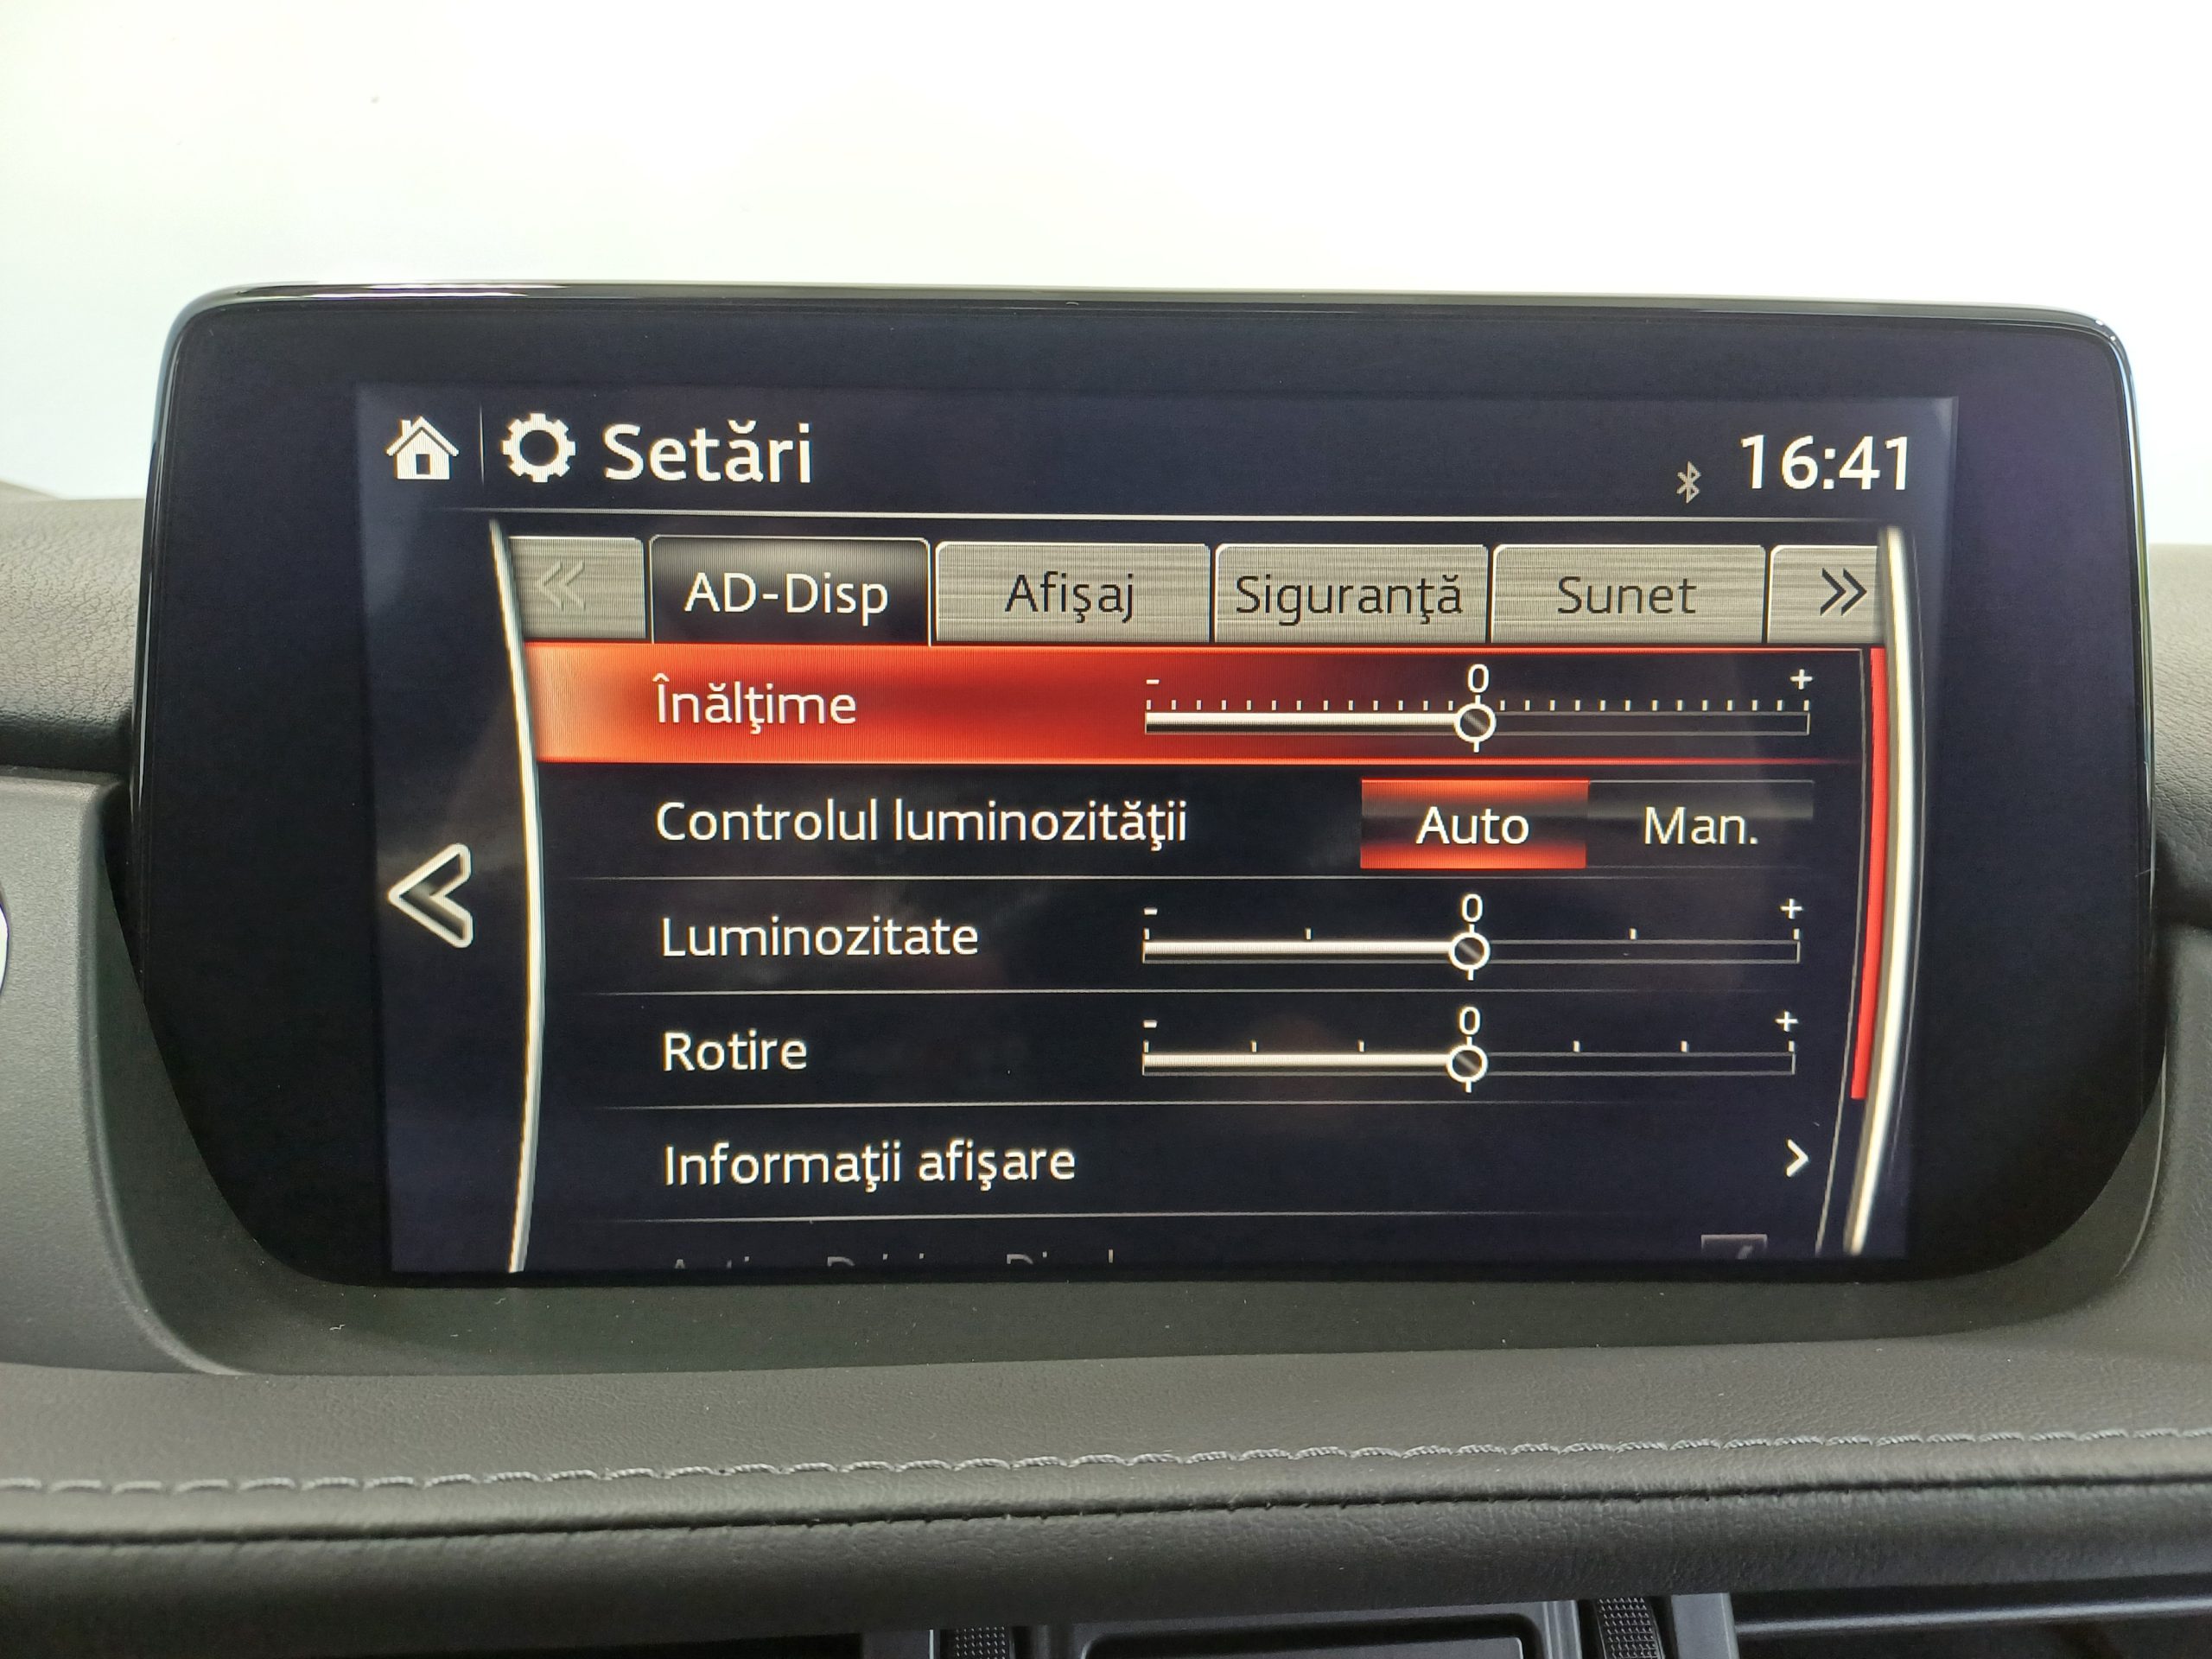 Setări
16:41
AD-Disp
Afişaj
Siguranţă
Sunet
Înălţime
- 0 +
Controlul luminozităţii
Auto
Man.
Luminozitate
- 0 +
Rotire
- 0 +
Informaţii afişare